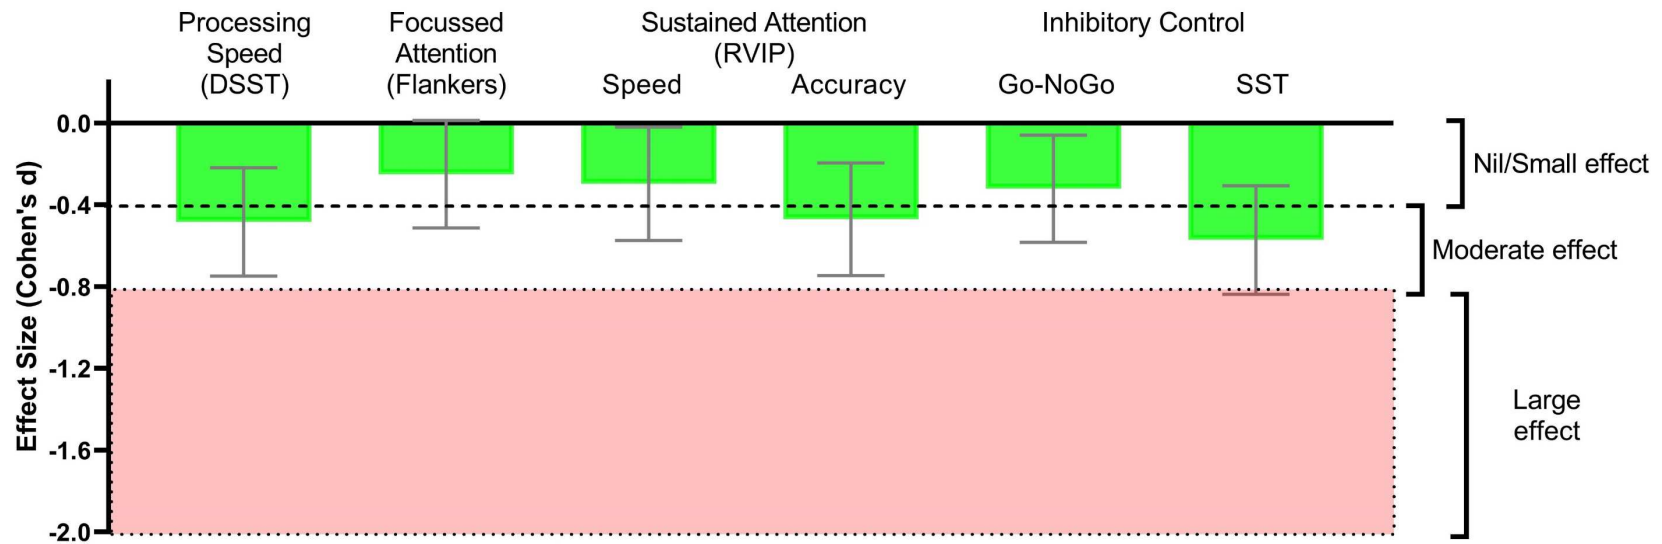 Processing
Speed
(DSST)
Focussed
Attention
(Flankers)
Sustained Attention
(RVIP)
Speed
Accuracy
Inhibitory Control
Go-NoGo
SST
Effect Size (Cohen's d)
0.0
-0.4
-0.8
-1.2
-1.6
-2.0
Nil/Small effect
Moderate effect
Large
effect